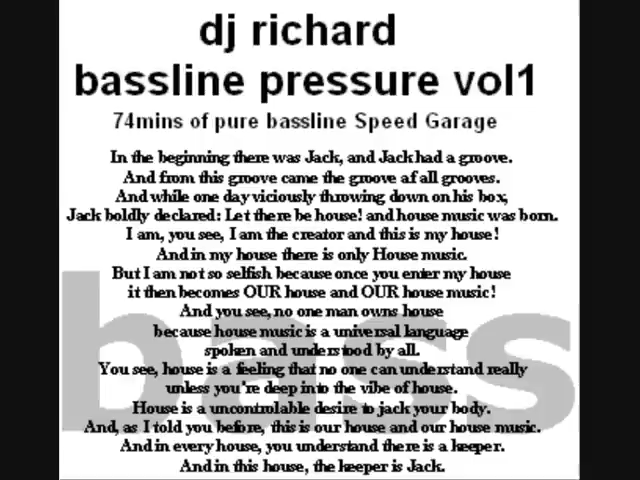 dj richard
bassline pressure vol1
74mins of pure bassline Speed Garage
In the beginning there was Jack, and Jack had a groove.
And from this groove came the groove af all grooves.
And while one day viciously throwing down on his box,
Jack boldly declared: Let there be house! and house music was born.
I am, you see, I am the creator and this is my house!
And in my house there is only House music.
But I am not so selfish because once you enter my house
it then becomes OUR house and OUR house music!
And you see, no one man owns house
because house music is a universal language
spoken and understood by all.
You see, house is a feeling that no one can understand really
unless you're deep into the vibe of house.
House is a uncontrolable desire to jack your body.
And, as I told you before, this is our house and our house music.
And in every house, you understand there is a keeper.
And in this house, the keeper is Jack.
bass